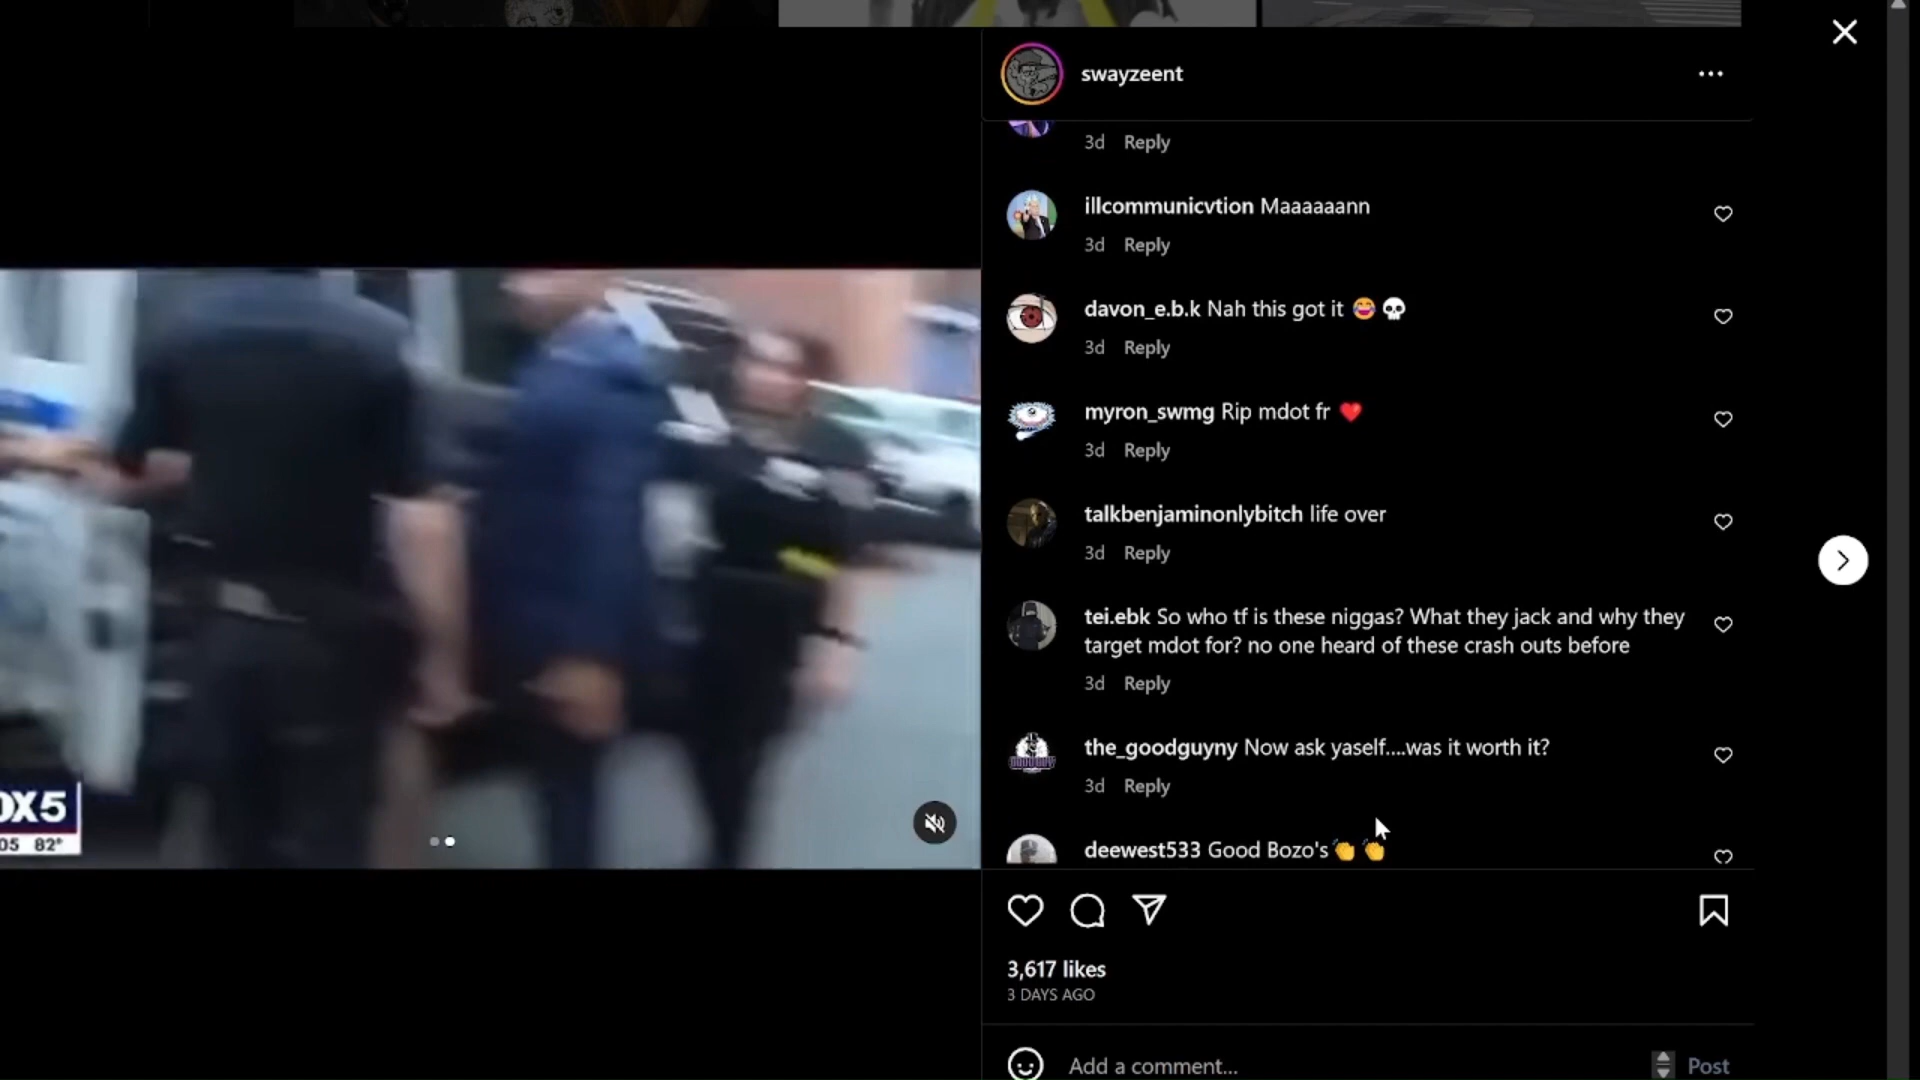 swayzeent
3d Reply
illcommunicvtion Maaaaaann
3d Reply
davon_e.b.k Nah this got it 😂💀
3d Reply
myron_swmg Rip mdot fr ❤️
3d Reply
talkbenjaminonlybitch life over
3d Reply
tei.ebk So who tf is these niggas? What they jack and why they
target mdot for? no one heard of these crash outs before
3d Reply
the_goodguyny Now ask yaself....was it worth it?
3d Reply
deewest533 Good Bozo's👏👏
OX5
05 82°
3,617 likes
3 DAYS AGO
Add a comment...
Post